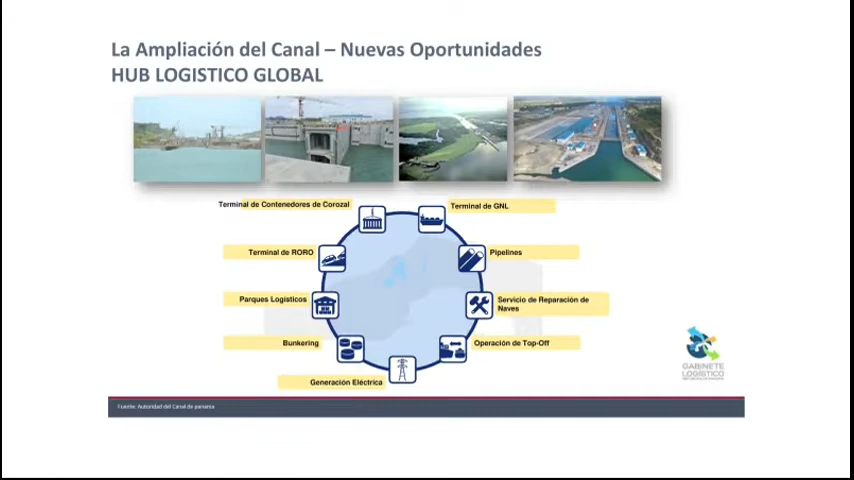 La Ampliación del Canal – Nuevas Oportunidades
HUB LOGISTICO GLOBAL
Terminal de Contenedores de Corozal
Terminal de GNL
Terminal de RORO
Pipelines
Parques Logísticos
Servicio de Reparación de
Naves
Bunkering
Operación de Top-Off
Generación Eléctrica
GABINETE
LOGISTICO
Fuente: Autoridad del Canal de panama